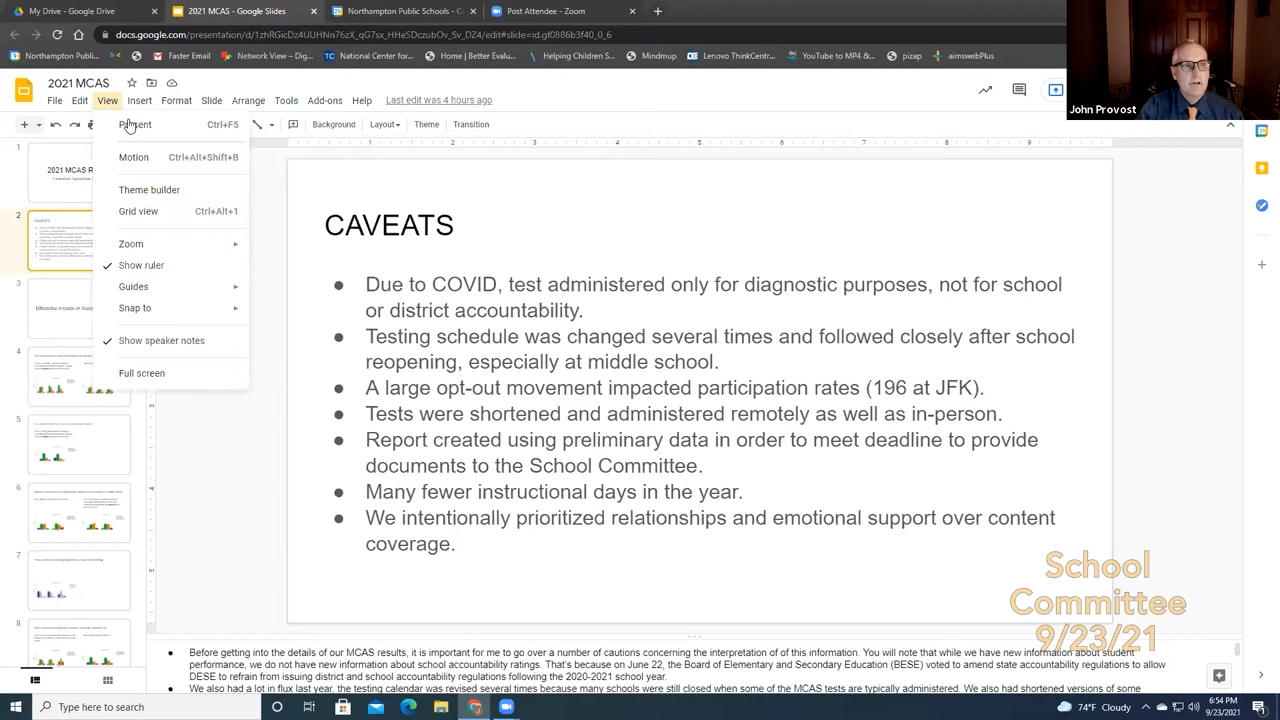 My Drive - Google Drive
2021 MCAS - Google Slides
Northampton Public Schools - Ca
Post Attendee - Zoom
docs.google.com/presentation/d/1zhRGicDz4UUHNn76zX_qG7sx_HHeSDczubOv_Sv_DZ4/edit#slide=id.gf0886b3f40_0_6
Northampton Public
Faster Email
Network View – Dig...
National Center for...
Home | Better Evalu...
Helping Children C...
MindUp.com
Lenovo ThinkCentr...
YouTube to MP4 &...
pizap
aimswebPlus
John Provost
2021 MCAS
File Edit View Insert Format Slide Arrange Tools Add-ons Help Last edit was 4 hours ago
Background
Theme
Transition
Ctrl+F5
Motion Ctrl+Alt+Shift+B
Theme builder
Grid view Ctrl+Alt+1
Zoom
Show ruler
Guides
Snap to
Show speaker notes
Full screen
1
2
3
4
5
6
7
8
2021 MCAS R
CAVEATS
● Due to COVID, test administered only for diagnostic purposes, not for school
or district accountability.
● Testing schedule was changed several times and followed closely after school
reopening, especially at middle school.
● A large opt-out movement impacted participation rates (196 at JFK).
● Tests were shortened and administered remotely as well as in-person.
● Report created using preliminary data in order to meet deadline to provide
documents to the School Committee.
● Many fewer instructional days in the year.
● We intentionally prioritized relationships and emotional support over content
coverage.
School
Committee
9/23/21
● Before getting into the details of our MCAS results, it is important for me to go over a number of cautions concerning the interpretation of of this information. You will note that while we have new information about student
performance, we do not have new information about school accountability ratings. That's because on June 22, the Board of Elementary and Secondary Education (BESE) voted to amend state accountability regulations to allow
DESE to refrain from issuing district and school accountability regulations following the 2020-2021 school year.
● We also had a lot in flux last year, the testing calendar was revised several times because many schools were still closed when some of the MCAS tests are typically administered. We also had shortened versions of some
Type here to search
74°F Cloudy
6:54 PM
9/23/2021